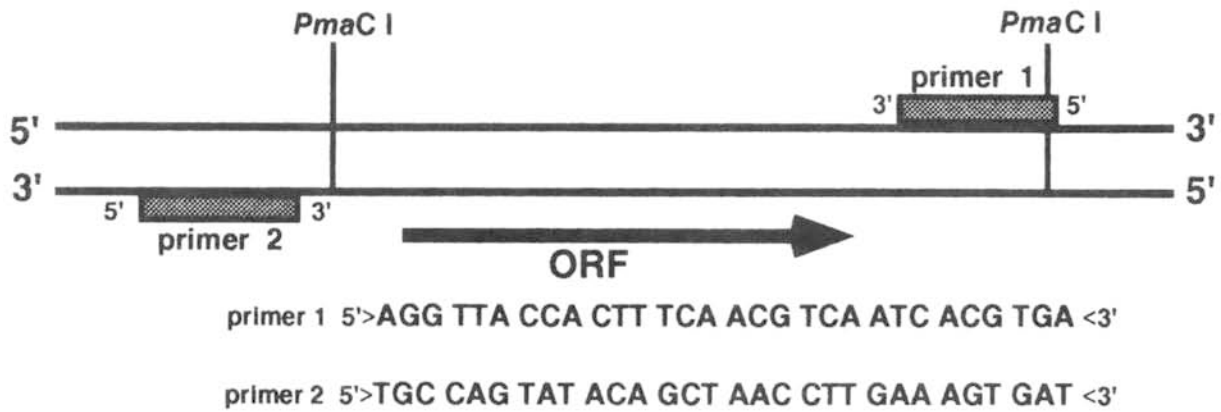 PmaC I PmaC I
primer 1
3' 5'
5' 3'
3' 5'
5' 3'
primer 2
ORF
primer 1 5'>AGG TTA CCA CTT TCA ACG TCA ATC ACG TGA <3'
primer 2 5'>TGC CAG TAT ACA GCT AAC CTT GAA AGT GAT <3'